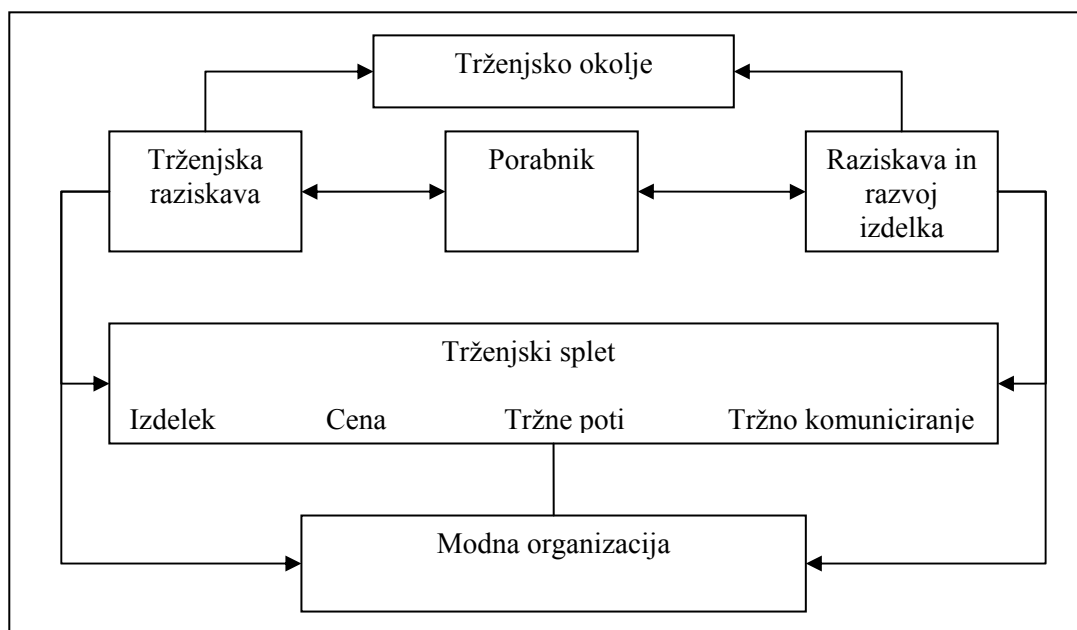 Trženjsko okolje
Trženjska
raziskava
Porabnik
Raziskava in
razvoj
izdelka
Trženjski splet
Izdelek Cena Tržne poti Tržno komuniciranje
Modna organizacija